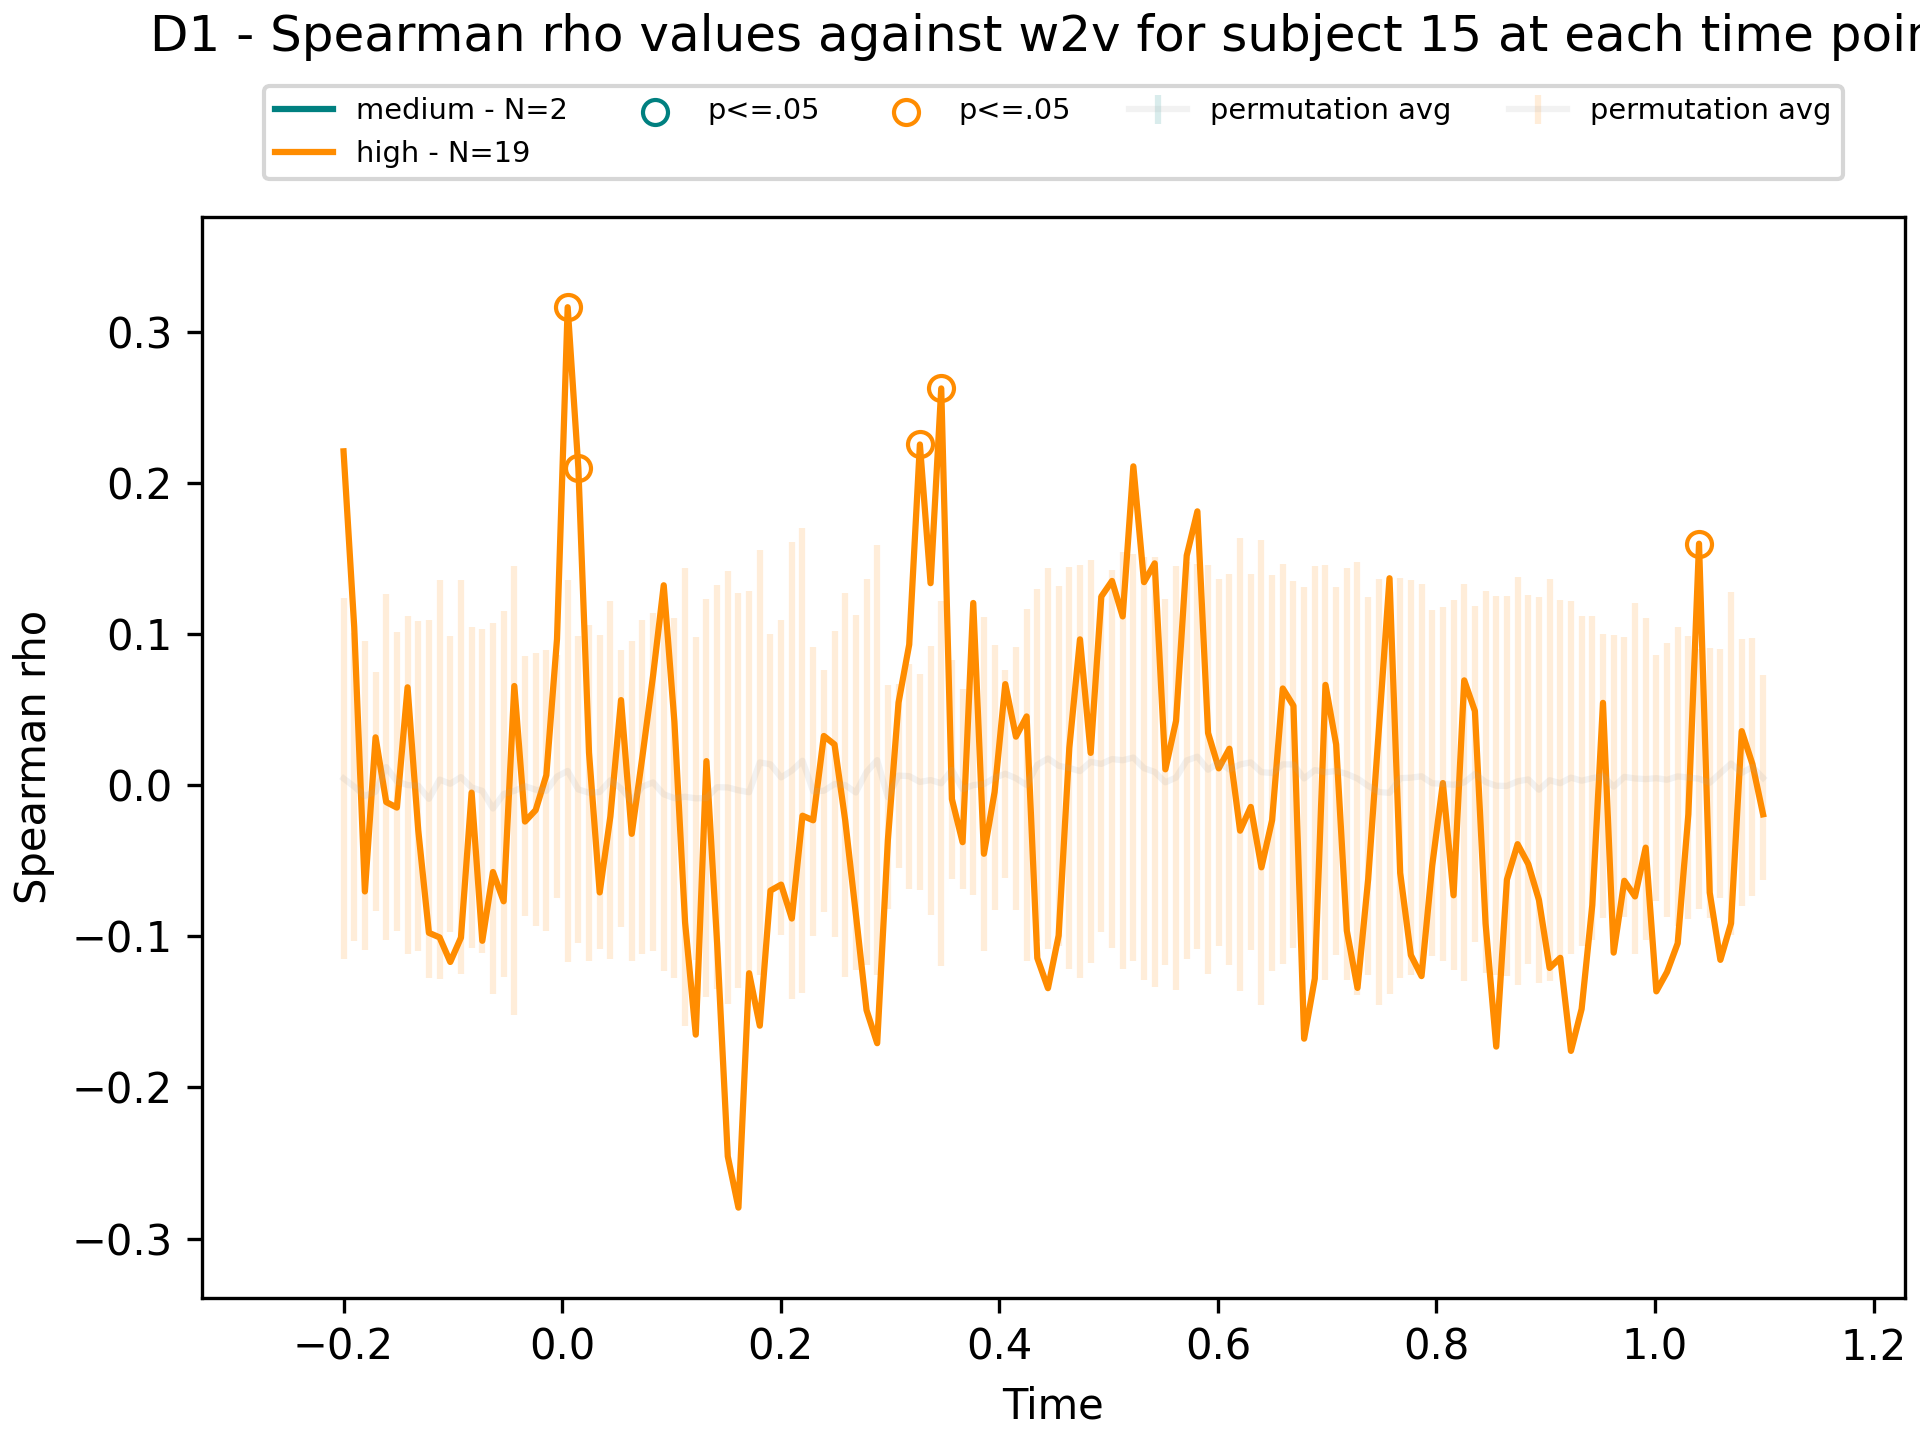 D1 - Spearman rho values against w2v for subject 15 at each time poin
medium - N=2
high - N=19
p<=.05
p<=.05
permutation avg
permutation avg
Spearman rho
0.3
0.2
0.1
0.0
−0.1
−0.2
−0.3
−0.2 0.0 0.2 0.4 0.6 0.8 1.0 1.2
Time